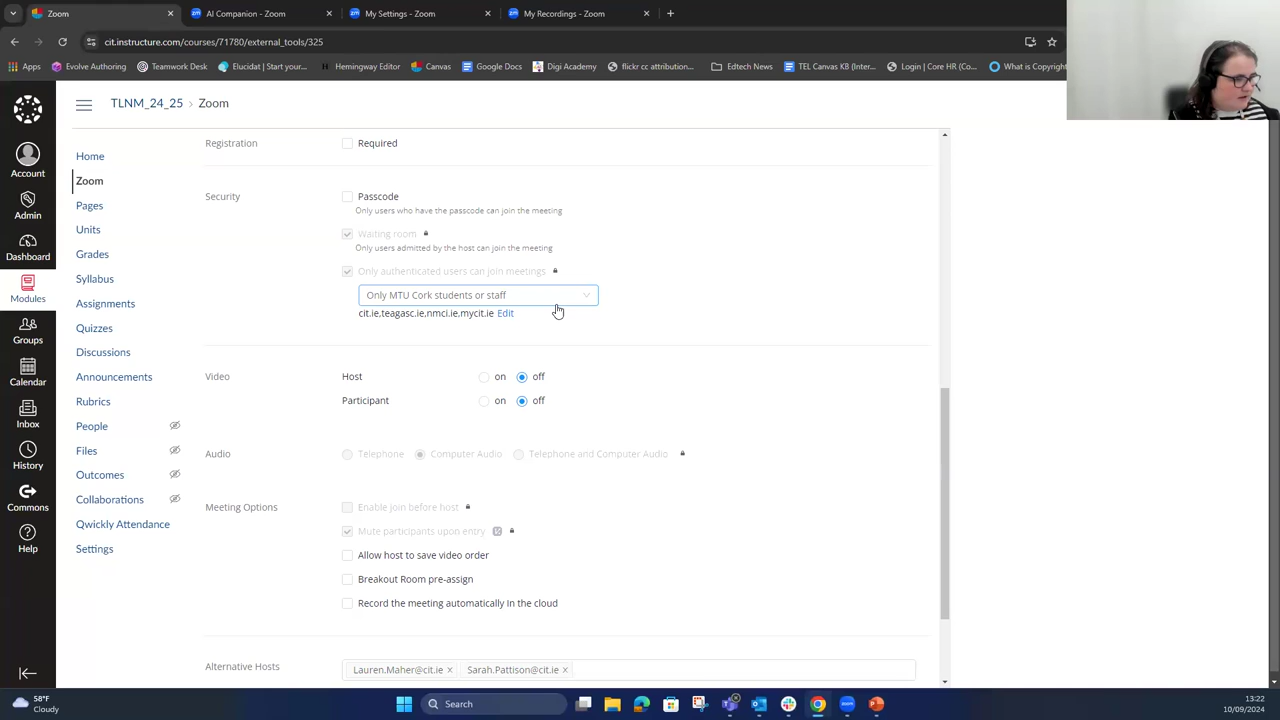 Zoom
AI Companion - Zoom
My Settings - Zoom
My Recordings - Zoom
cit.instructure.com/courses/71780/external_tools/325
Apps
Evolve Authoring
Teamwork Desk
Elucidat | Start your...
Hemingway Editor
Canvas
Google Docs
Digi Academy
flickr cc attribution...
Edtech News
TEL Canvas KB (Inter...
Login | Core HR (Co...
What is Copyright
TLNM_24_25 › Zoom
Account
Admin
Dashboard
Modules
Groups
Calendar
Inbox
History
Commons
Help
Home
Zoom
Pages
Units
Grades
Syllabus
Assignments
Quizzes
Discussions
Announcements
Rubrics
People
Files
Outcomes
Collaborations
Qwickly Attendance
Settings
Registration Required
Security Passcode
Only users who have the passcode can join the meeting
Waiting room
Only users admitted by the host can join the meeting
Only authenticated users can join meetings
Only MTU Cork students or staff
cit.ie,teagasc.ie,nmci.ie,mycit.ie Edit
Video Host on off
Participant on off
Audio Telephone Computer Audio Telephone and Computer Audio
Meeting Options Enable join before host
Mute participants upon entry
Allow host to save video order
Breakout Room pre-assign
Record the meeting automatically in the cloud
Alternative Hosts Lauren.Maher@cit.ie × Sarah.Pattison@cit.ie ×
58°F
Cloudy
Search
13:22
10/09/2024